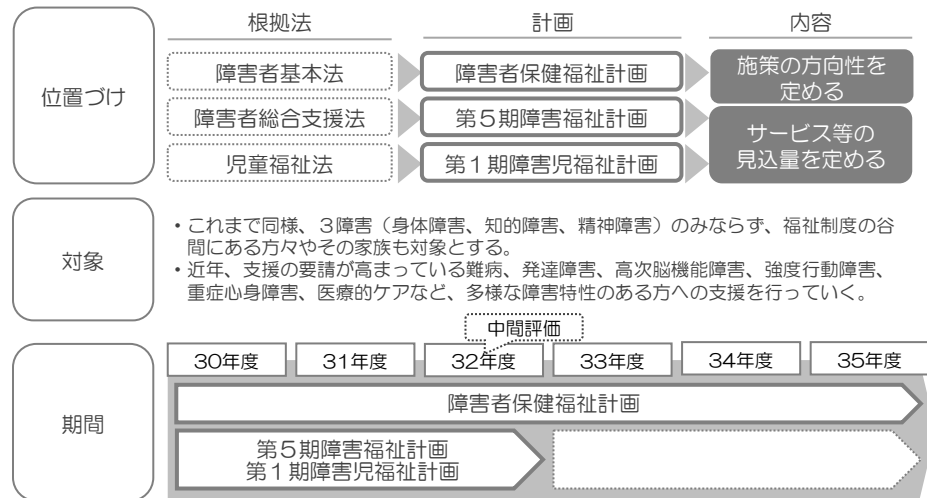 根拠法
計画
内容
位置づけ
障害者基本法
障害者保健福祉計画
施策の方向性を
定める
障害者総合支援法
第5期障害福祉計画
サービス等の
見込量を定める
児童福祉法
第1期障害児福祉計画
対象
・これまで同様、3障害（身体障害、知的障害、精神障害）のみならず、福祉制度の谷
間にある方々やその家族も対象とする。
・近年、支援の要請が高まっている難病、発達障害、高次脳機能障害、強度行動障害、
重症心身障害、医療的ケアなど、多様な障害特性のある方への支援を行っていく。
中間評価
期間
30年度
31年度
32年度
33年度
34年度
35年度
障害者保健福祉計画
第5期障害福祉計画
第1期障害児福祉計画